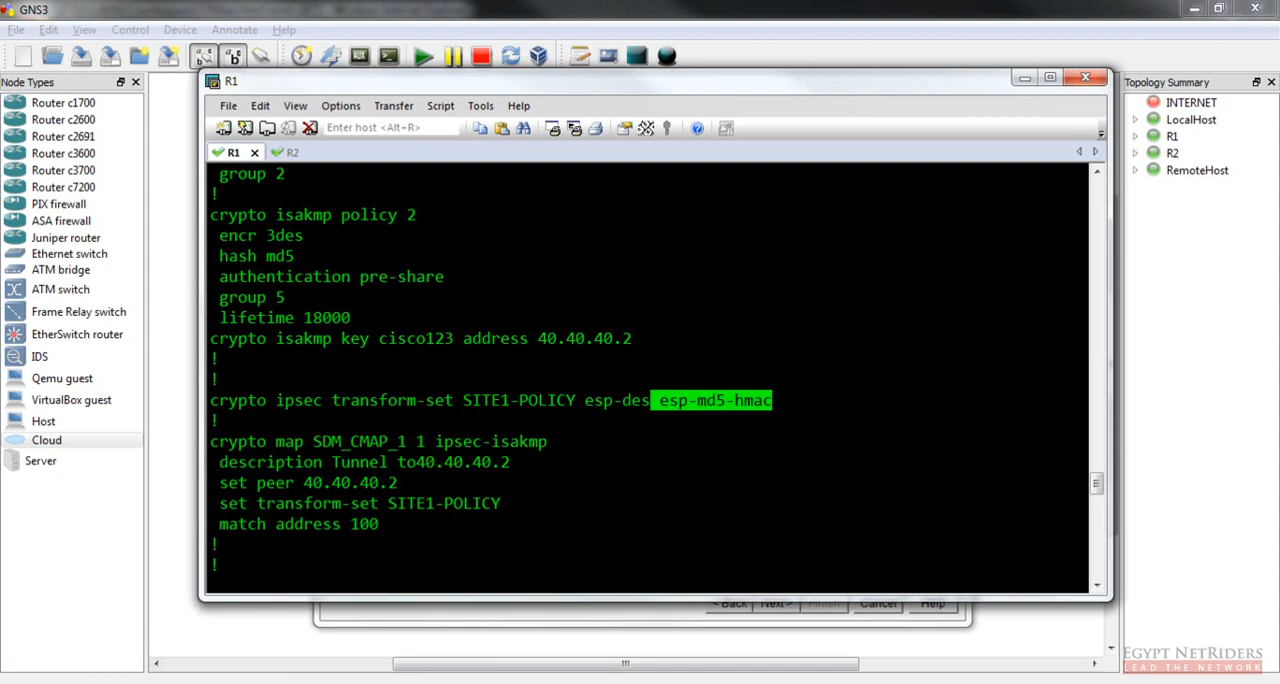 GNS3
File Edit View Control Device Annotate Help
Node Types
Router c1700
Router c2600
Router c2691
Router c3600
Router c3700
Router c7200
PIX firewall
ASA firewall
Juniper router
Ethernet switch
ATM bridge
ATM switch
Frame Relay switch
EtherSwitch router
IDS
Qemu guest
VirtualBox guest
Host
Cloud
Server
R1
File Edit View Options Transfer Script Tools Help
Enter host <Alt+R>
R1 R2
group 2
!
crypto isakmp policy 2
encr 3des
hash md5
authentication pre-share
group 5
lifetime 18000
crypto isakmp key cisco123 address 40.40.40.2
!
!
crypto ipsec transform-set SITE1-POLICY esp-des esp-md5-hmac
!
crypto map SDM_CMAP_1 1 ipsec-isakmp
description Tunnel to40.40.40.2
set peer 40.40.40.2
set transform-set SITE1-POLICY
match address 100
!
!
< Back Next > Finish Cancel Help
Topology Summary
INTERNET
LocalHost
R1
R2
RemoteHost
EGYPT NETRIDERS
LEAD THE NETWORK